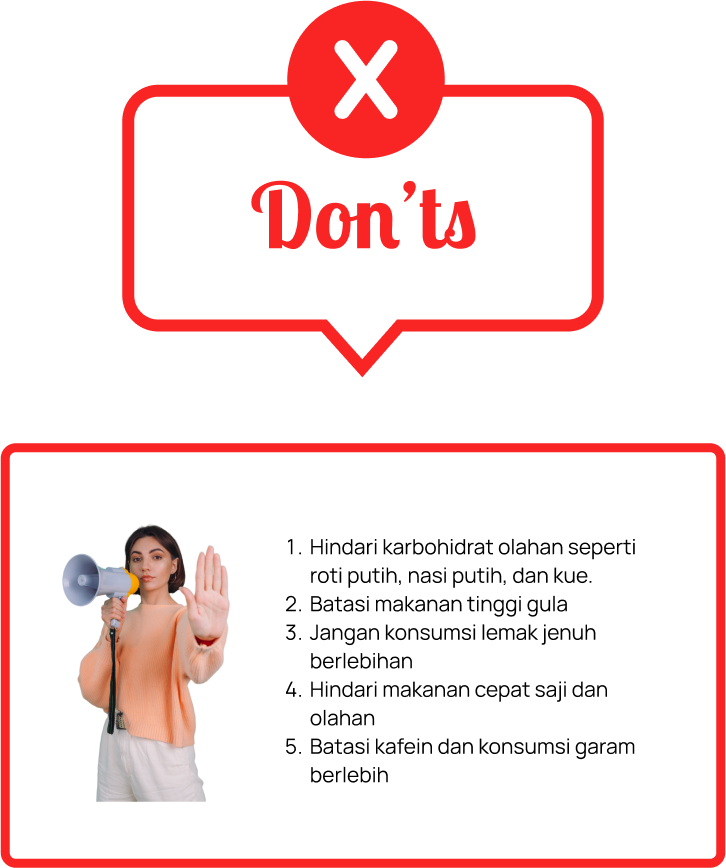 Don'ts
1. Hindari karbohidrat olahan seperti
roti putih, nasi putih, dan kue.
2. Batasi makanan tinggi gula
3. Jangan konsumsi lemak jenuh
berlebihan
4. Hindari makanan cepat saji dan
olahan
5. Batasi kafein dan konsumsi garam
berlebih